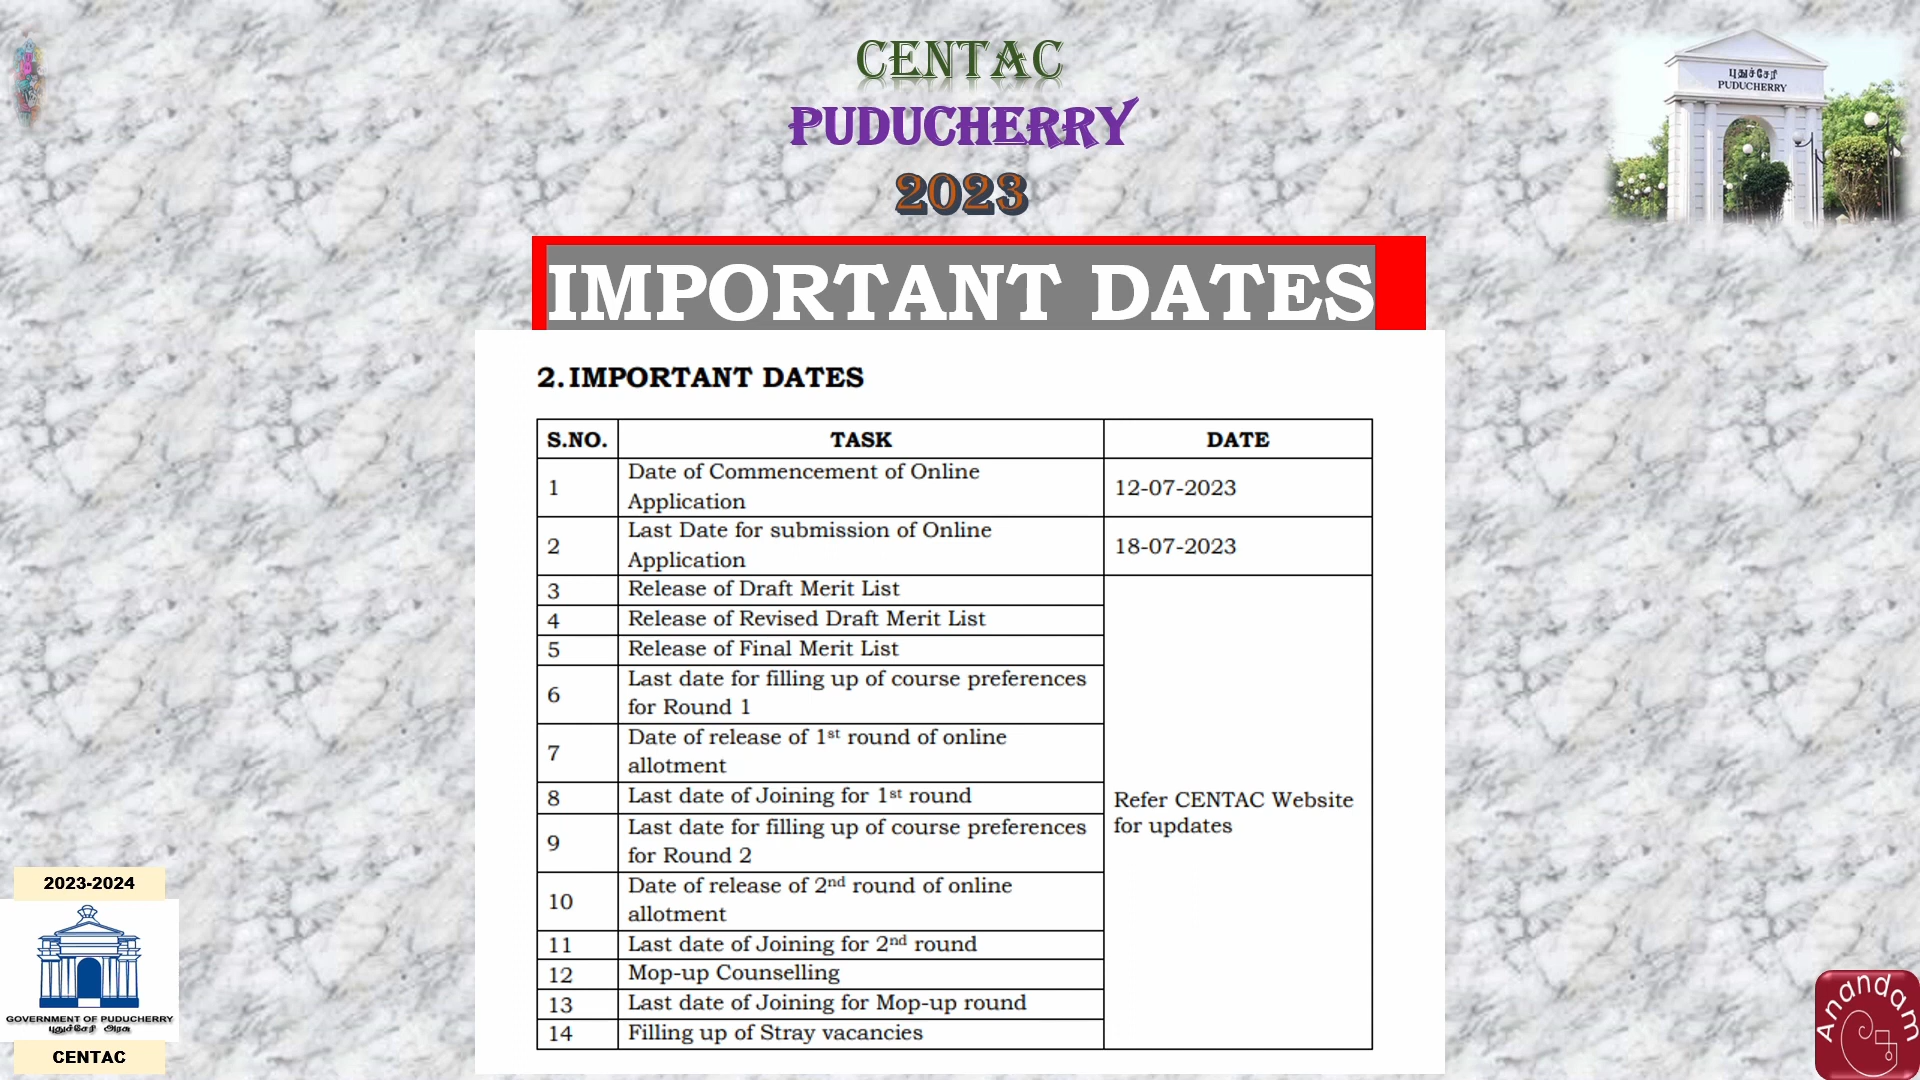 CENTAC
PUDUCHERRY
2023
புதுச்சேரி
PUDUCHERRY
IMPORTANT DATES
2. IMPORTANT DATES
S.NO. TASK DATE
1 Date of Commencement of Online Application 12-07-2023
2 Last Date for submission of Online Application 18-07-2023
3 Release of Draft Merit List
4 Release of Revised Draft Merit List
5 Release of Final Merit List
6 Last date for filling up of course preferences for Round 1
7 Date of release of 1st round of online allotment
8 Last date of Joining for 1st round
9 Last date for filling up of course preferences for Round 2
10 Date of release of 2nd round of online allotment
11 Last date of Joining for 2nd round
12 Mop-up Counselling
13 Last date of Joining for Mop-up round
14 Filling up of Stray vacancies
Refer CENTAC Website
for updates
2023-2024
GOVERNMENT OF PUDUCHERRY
புதுச்சேரி அரசு
CENTAC
Anandam